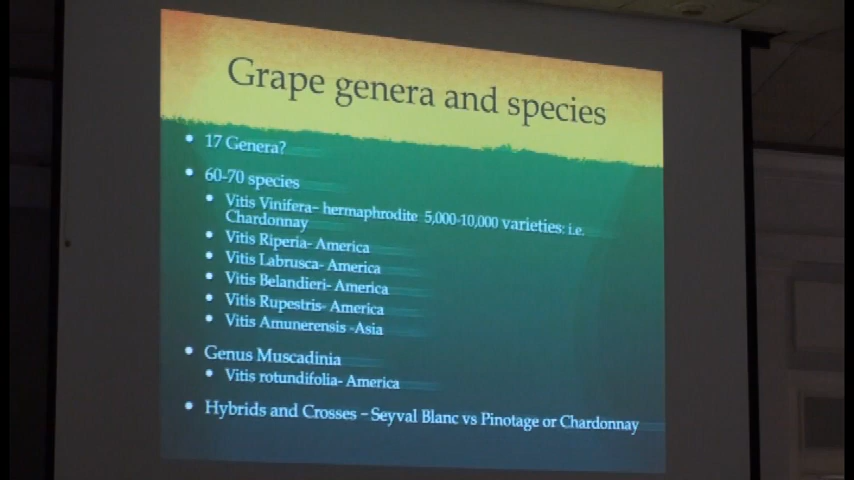 Grape genera and species
• 17 Genera?
• 60-70 species
• Vitis Vinifera- hermaphrodite 5,000-10,000 varieties: i.e.
Chardonnay
• Vitis Riperia- America
• Vitis Labrusca- America
• Vitis Belandieri- America
• Vitis Rupestris- America
• Vitis Amunerensis -Asia
• Genus Muscadinia
• Vitis rotundifolia- America
• Hybrids and Crosses – Seyval Blanc vs Pinotage or Chardonnay